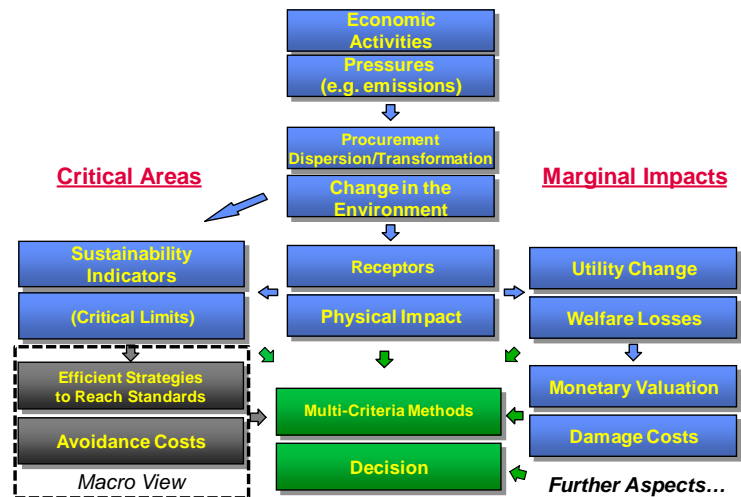 Economic
Activities
Pressures
(e.g. emissions)
Procurement
Dispersion/Transformation
Critical Areas
Change in the
Environment
Marginal Impacts
Sustainability
Indicators
Receptors
Utility Change
(Critical Limits)
Physical Impact
Welfare Losses
Efficient Strategies
to Reach Standards
Multi-Criteria Methods
Monetary Valuation
Avoidance Costs
Decision
Damage Costs
Macro View
Further Aspects...